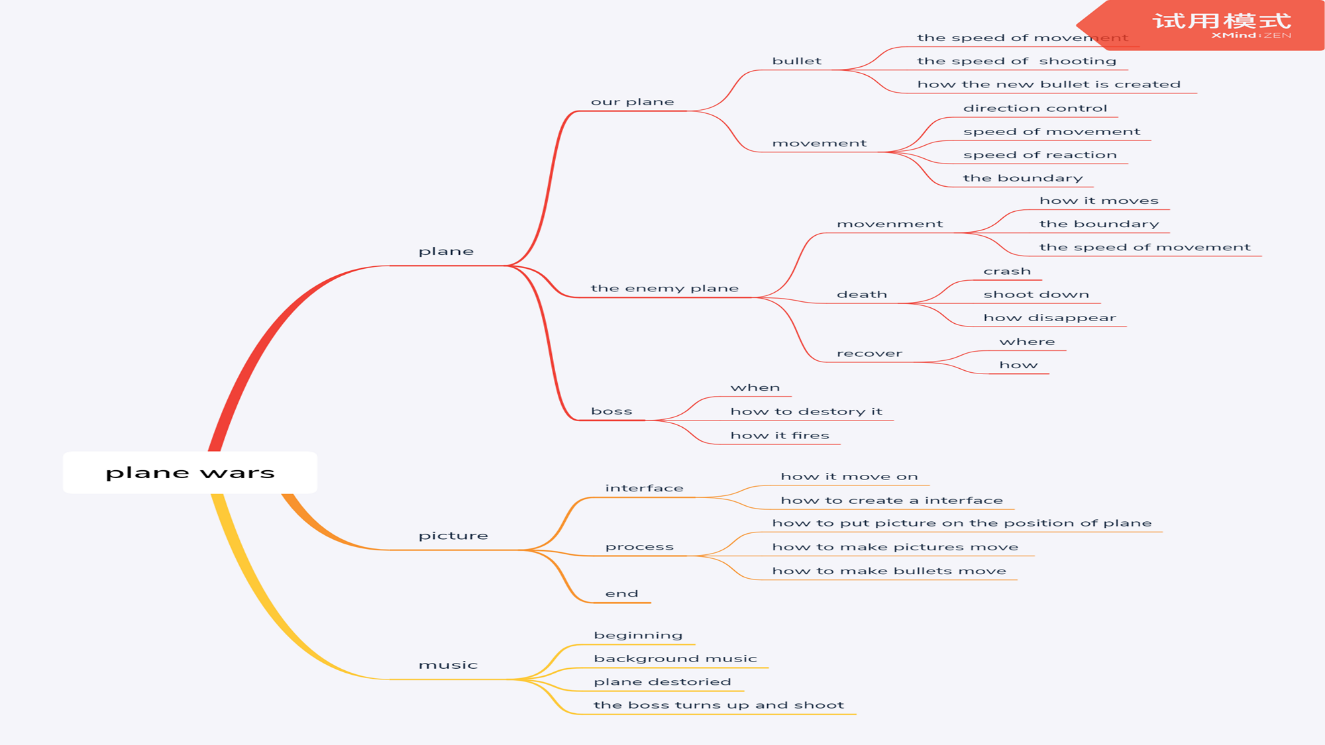 试用模式
XMind:ZEN
the speed of movement
bullet
the speed of shooting
how the new bullet is created
our plane
direction control
movement
speed of movement
speed of reaction
the boundary
how it moves
movenment
the boundary
the speed of movement
plane
crash
the enemy plane
death
shoot down
how disappear
where
recover
how
when
boss
how to destory it
how it fires
plane wars
how it move on
interface
how to create a interface
how to put picture on the position of plane
picture
process
how to make pictures move
how to make bullets move
end
beginning
background music
music
plane destoried
the boss turns up and shoot